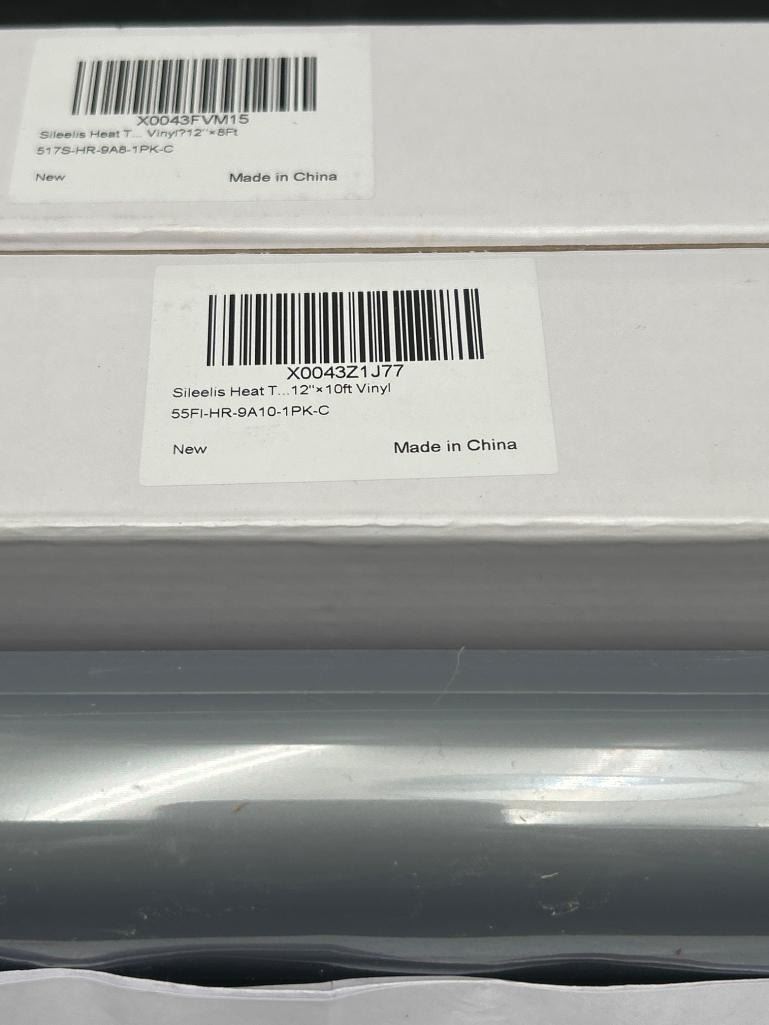 X0043FVM15
Sileelis Heat T... Vinyl?12"×8Ft
517S-HR-9A8-1PK-C
New Made in China
X0043Z1J77
Sileelis Heat T...12"×10ft Vinyl
55FI-HR-9A10-1PK-C
New Made in China